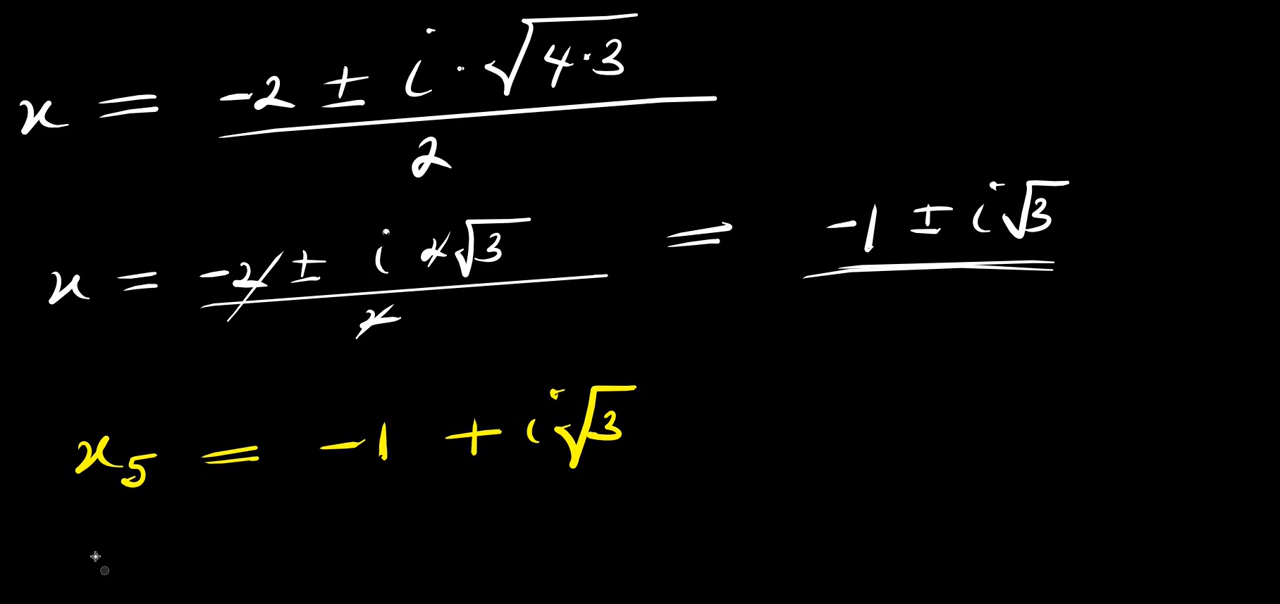 x = (-2 ± i · √(4·3)) / 2
x = (-2 ± i 2√3) / 2 = -1 ± i√3
x₅ = -1 + i√3